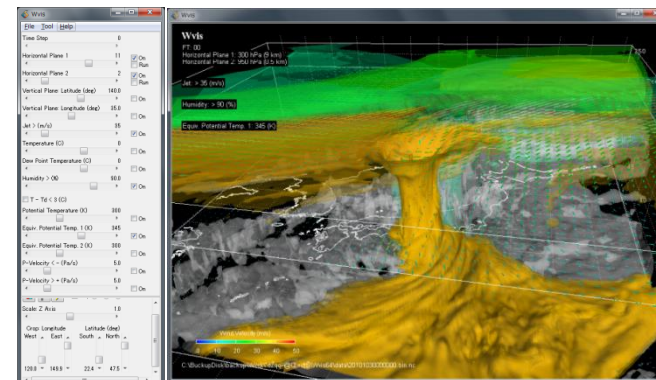 Wvis
File Tool Help
Time Step 0
Horizontal Plane 1 11 On
Run
Horizontal Plane 2 2 On
Run
Vertical Plane: Latitude (deg) 140.0
On
Vertical Plane: Longitude (deg) 35.0
On
Jet > (m/s) 35
On
Temperature (C) 0
On
Dew Point Temperature (C) 0
On
Humidity > (%) 90.0
On
T - Td < 3 (C)
Potential Temperature (K) 300
On
Equiv. Potential Temp. 1 (K) 345
On
Equiv. Potential Temp. 2 (K) 300
On
P-Velocity < - (Pa/s) 5.0
On
P-Velocity > + (Pa/s) 5.0
On
Scale: Z Axis 1.0
Crop: Longitude Latitude (deg)
West East South North
120.0 149.9 22.4 47.5
Wvis
Wvis
FT: 00
Horizontal Plane 1: 300 hPa (9 km)
Horizontal Plane 2: 950 hPa (0.5 km)
Jet: > 35 (m/s)
Humidity: > 90 (%)
Equiv. Potential Temp. 1: 345 (K)
Wind Velocity (m/s)
0 10 20 30 40 50